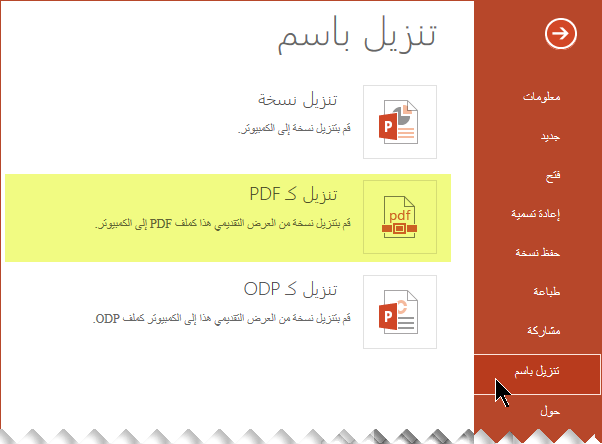 تنزيل باسم
تنزيل نسخة
قم بتنزيل نسخة إلى الكمبيوتر.
تنزيل كـ PDF
قم بتنزيل نسخة من العرض التقديمي هذا كملف PDF إلى الكمبيوتر.
تنزيل كـ ODP
قم بتنزيل نسخة من العرض التقديمي هذا إلى الكمبيوتر كملف ODP.
P
pdf
P
معلومات
جديد
فتح
إعادة تسمية
حفظ نسخة
طباعة
مشاركة
تنزيل باسم
حول